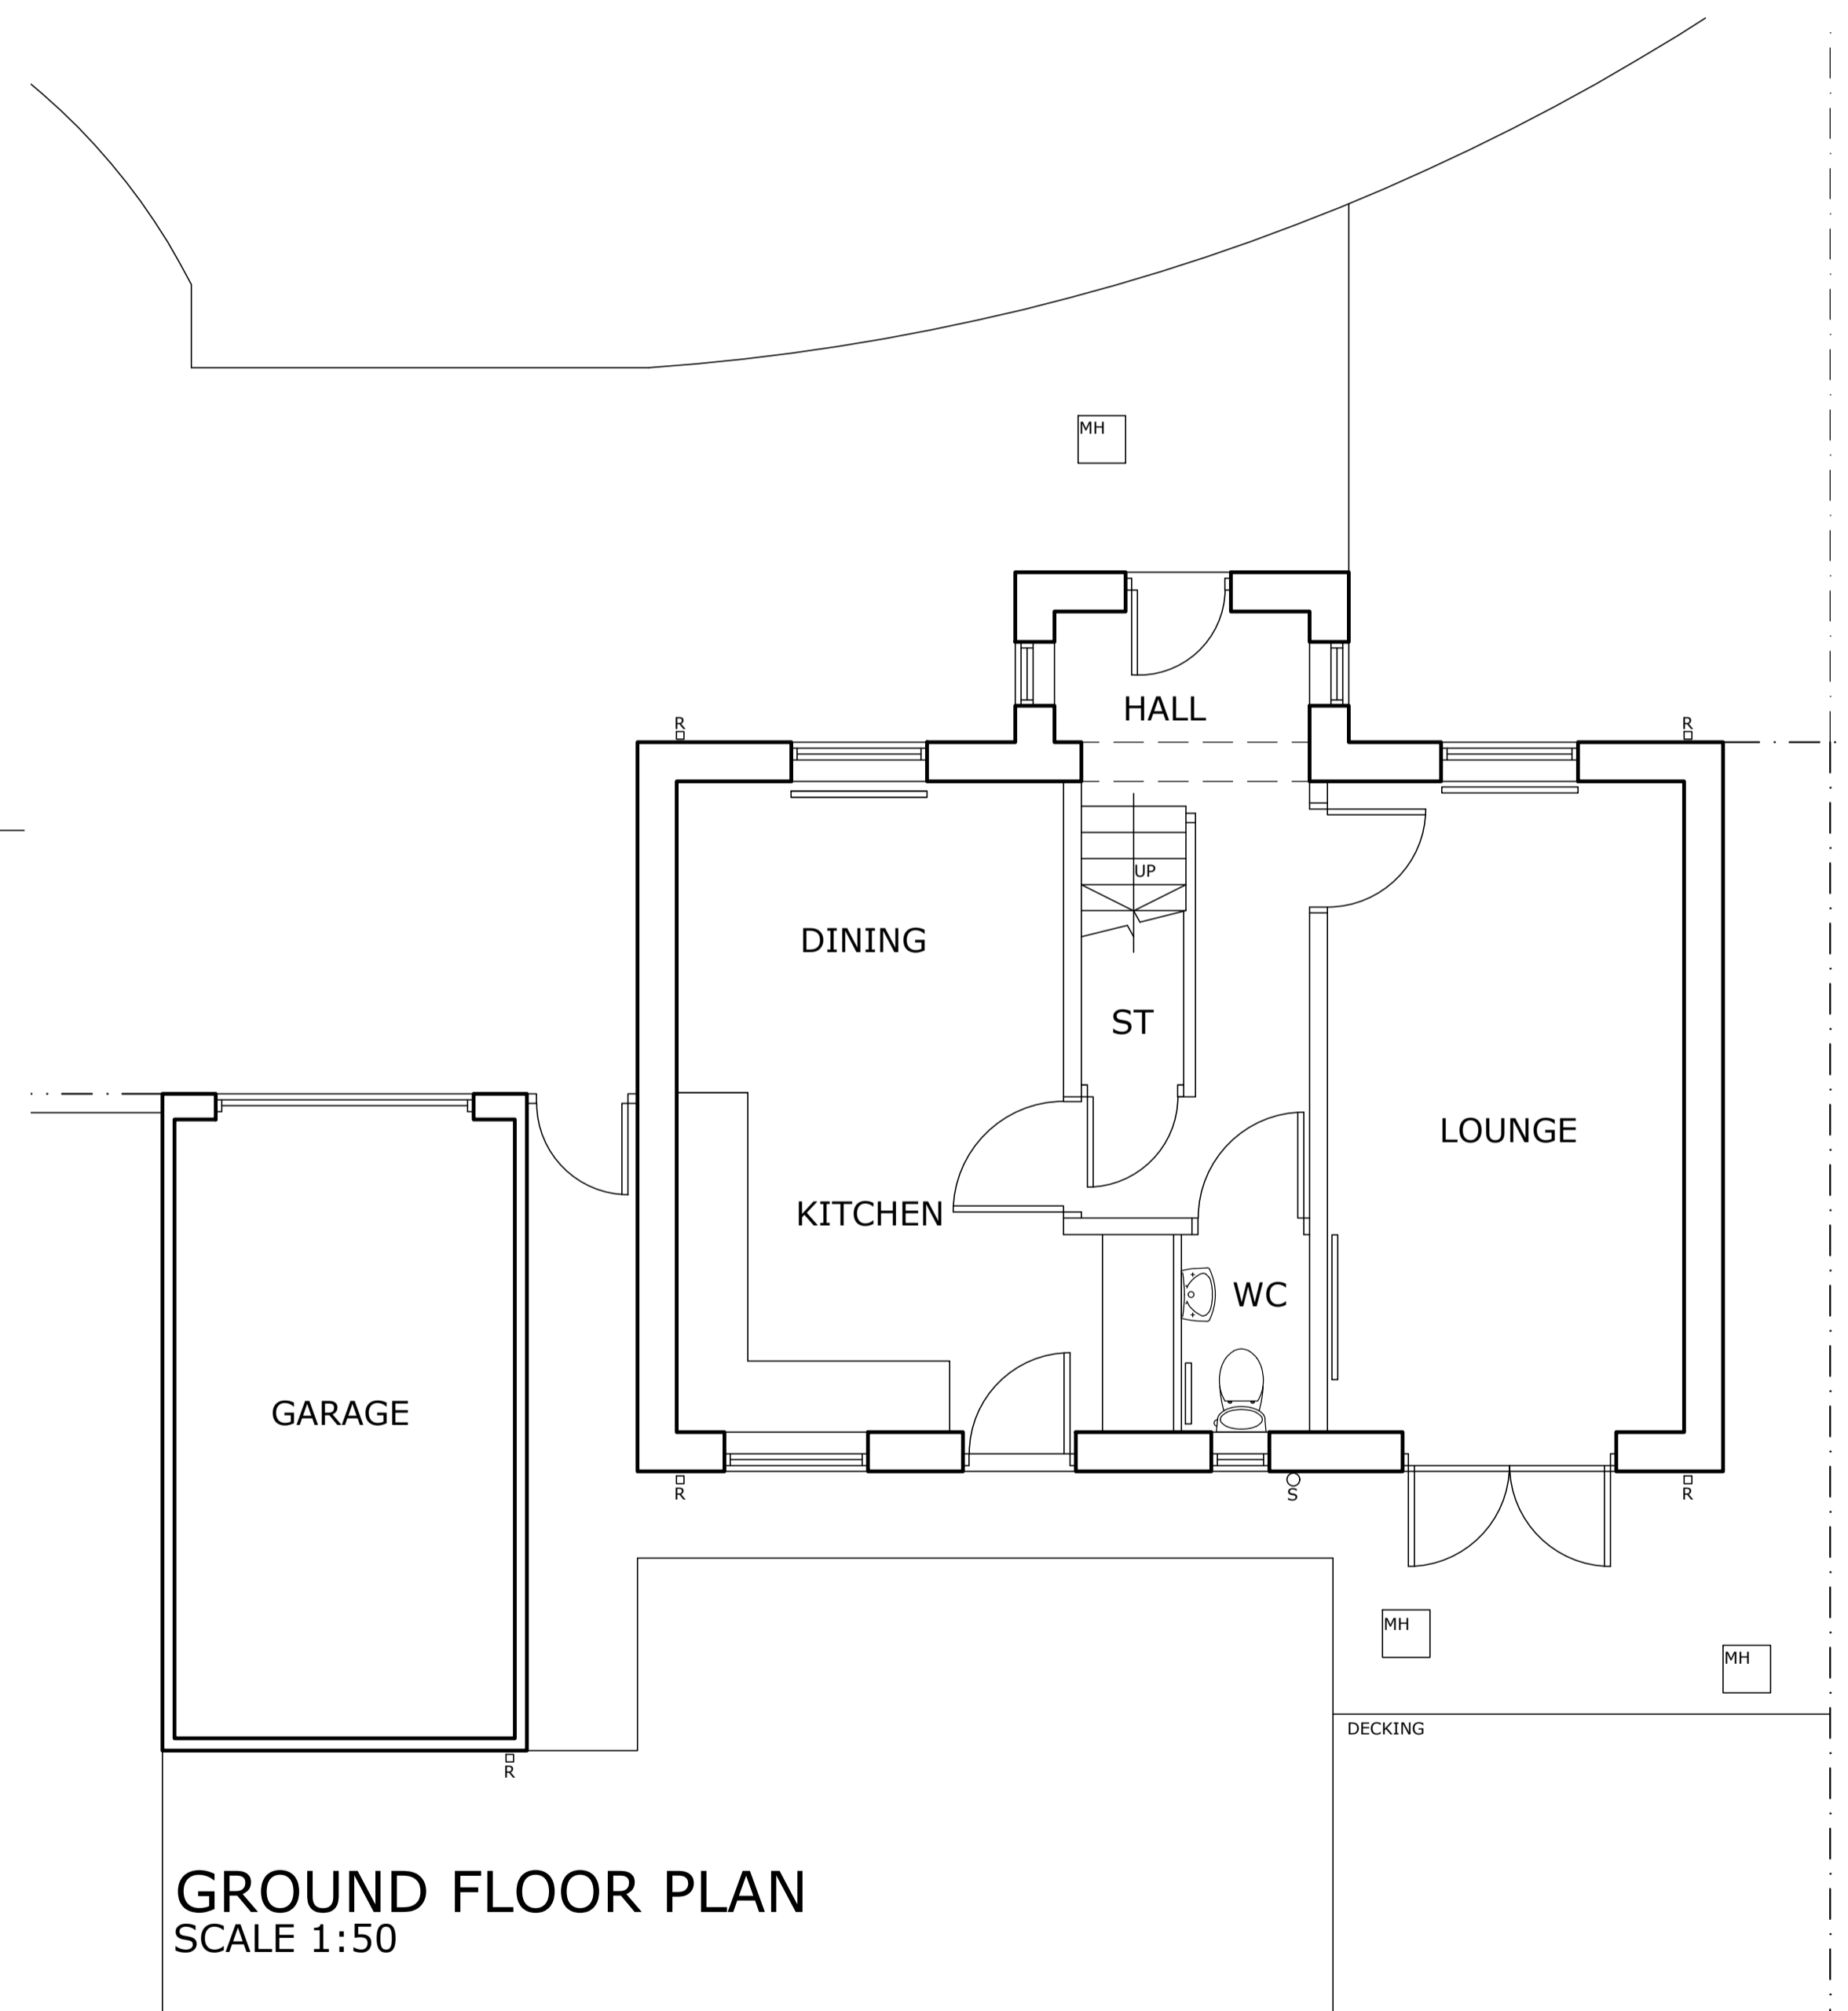 MH
HALL
R
R
UP
DINING
ST
LOUNGE
KITCHEN
WC
GARAGE
R
S
R
MH
MH
DECKING
R
GROUND FLOOR PLAN
SCALE 1:50